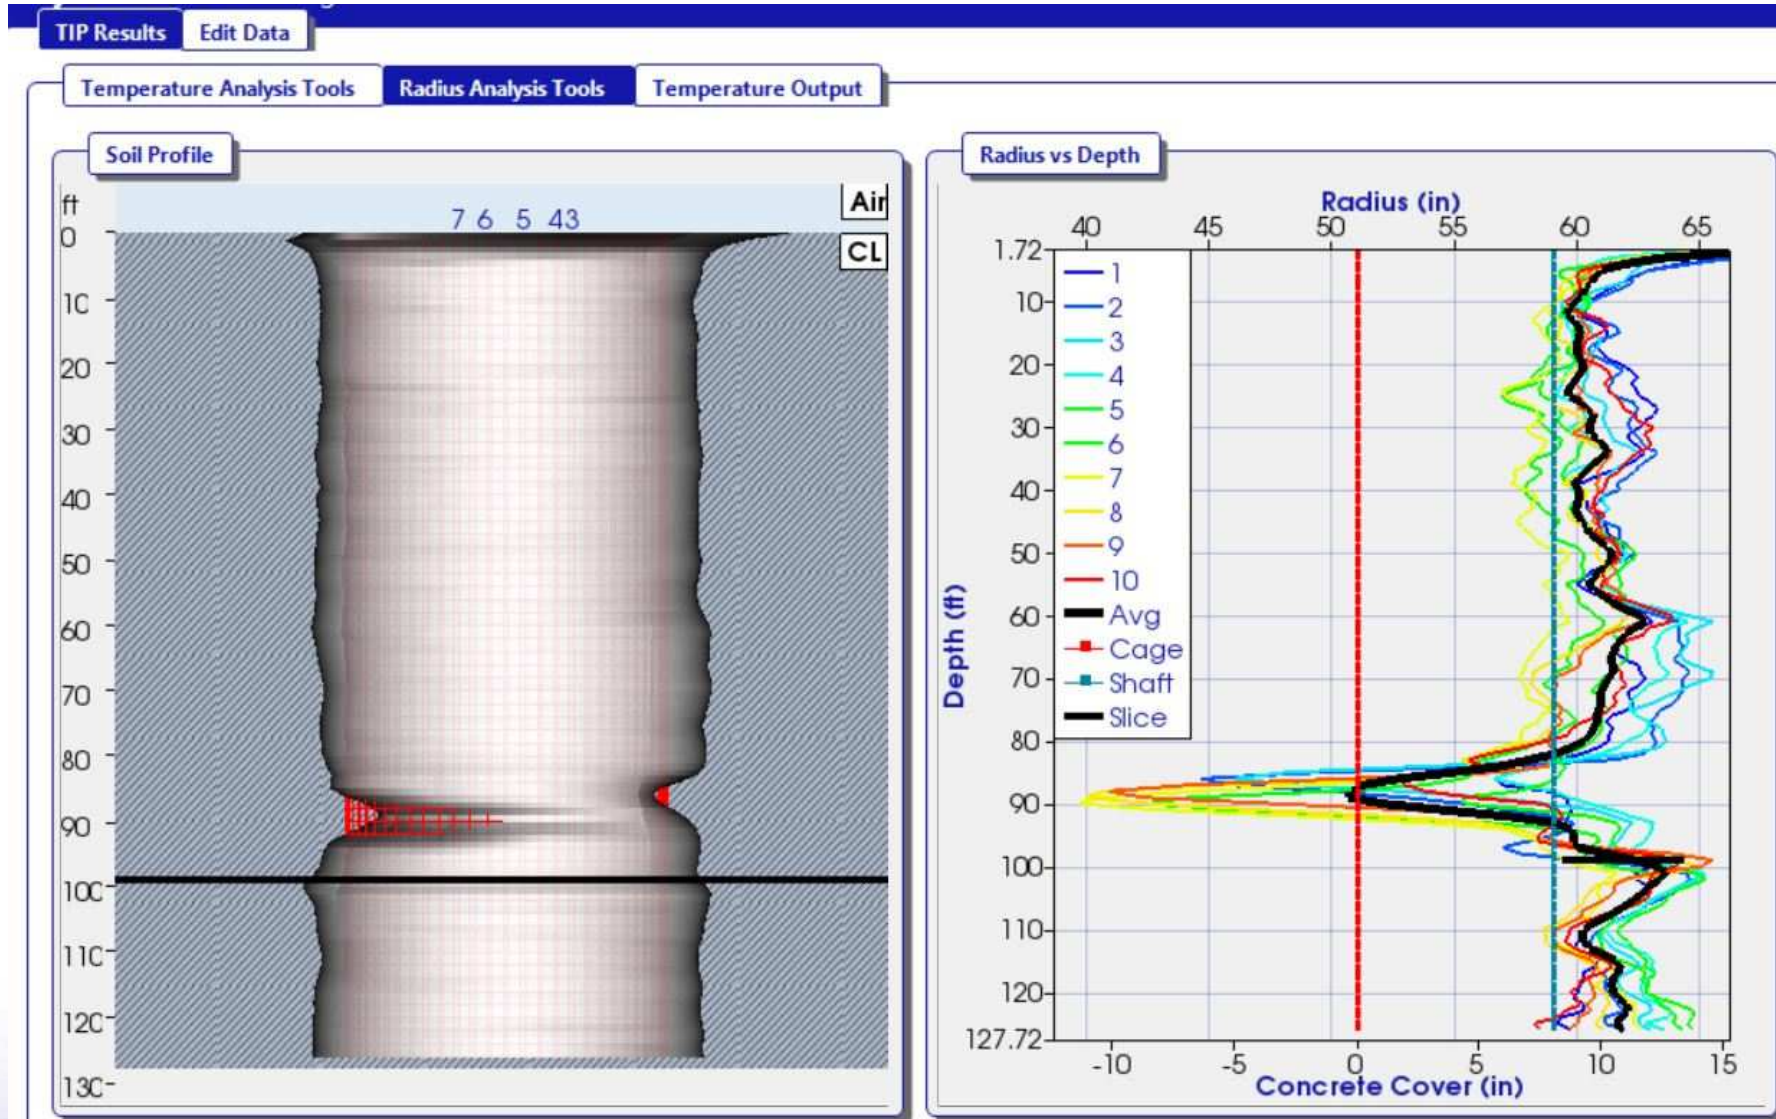 TIP Results Edit Data
Temperature Analysis Tools Radius Analysis Tools Temperature Output
Soil Profile
ft
7 6 5 43
Air
CL
0
10
20
30
40
50
60
70
80
90
100
110
120
130
Radius vs Depth
Radius (in)
40 45 50 55 60 65
Depth (ft)
1.72
10
20
30
40
50
60
70
80
90
100
110
120
127.72
1
2
3
4
5
6
7
8
9
10
Avg
Cage
Shaft
Slice
-10 -5 0 5 10 15
Concrete Cover (in)